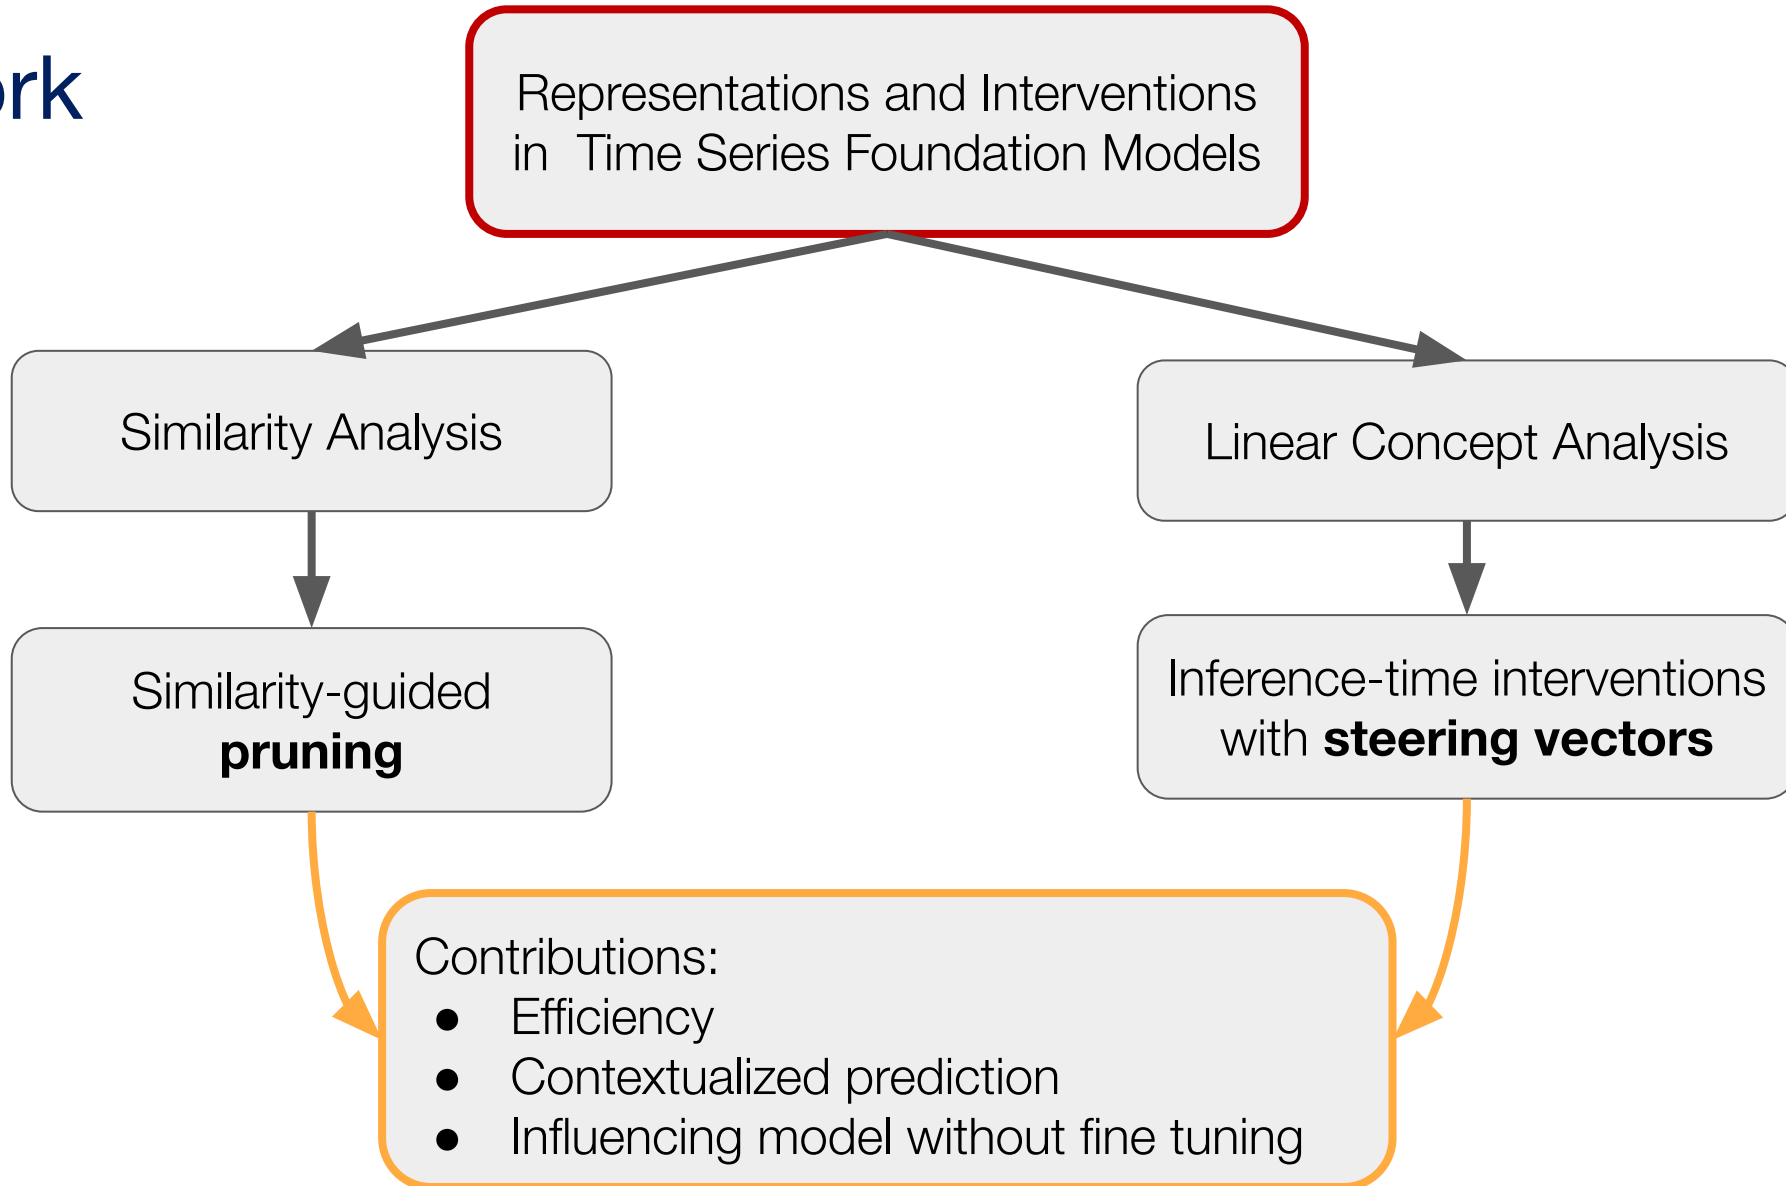 Representations and Interventions
in Time Series Foundation Models
Similarity Analysis
Linear Concept Analysis
Similarity-guided
pruning
Inference-time interventions
with steering vectors
Contributions:
● Efficiency
● Contextualized prediction
● Influencing model without fine tuning